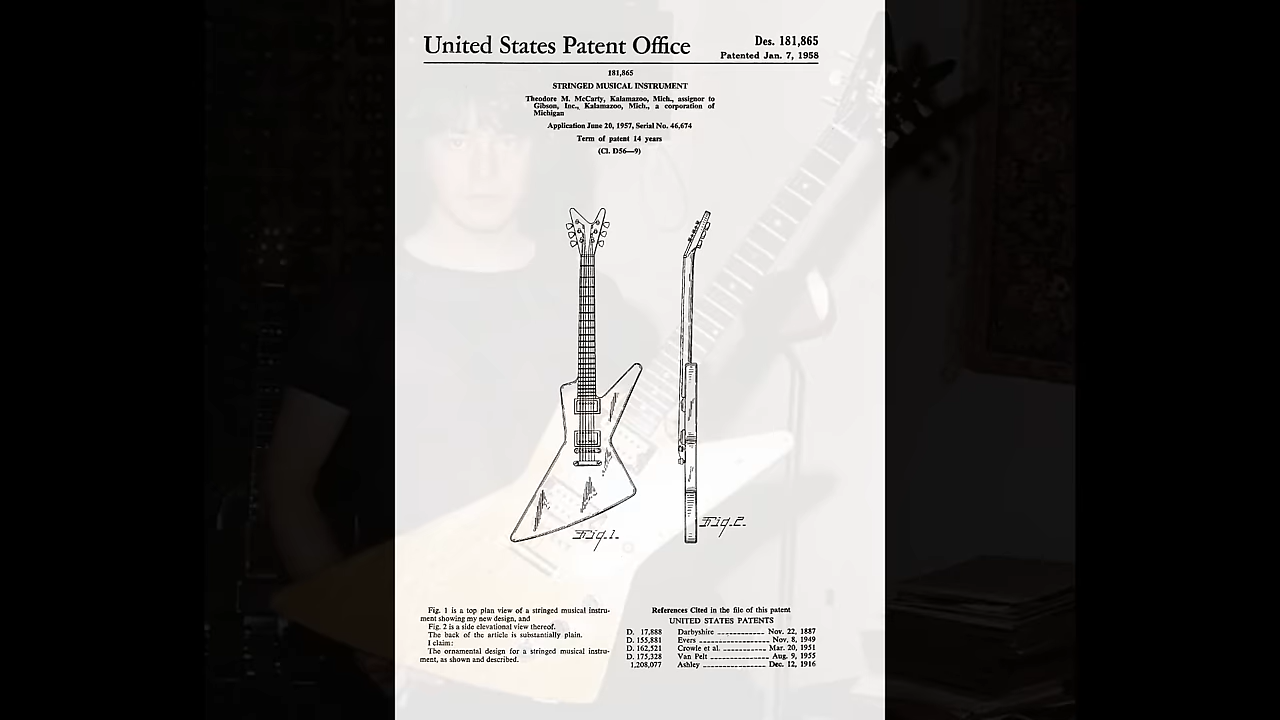 United States Patent Office
Des. 181,865
Patented Jan. 7, 1958
181,865
STRINGED MUSICAL INSTRUMENT
Theodore M. McCarty, Kalamazoo, Mich., assignor to
Gibson, Inc., Kalamazoo, Mich., a corporation of
Michigan
Application June 20, 1957, Serial No. 46,674
Term of patent 14 years
(Cl. D56—9)
Fig.1.
Fig.2.
Fig. 1 is a top plan view of a stringed musical instru-
ment showing my new design, and
Fig. 2 is a side elevational view thereof.
The back of the article is substantially plain.
I claim:
The ornamental design for a stringed musical instru-
ment, as shown and described.
References Cited in the file of this patent
UNITED STATES PATENTS
D. 17,888 Darbyshire ------------ Nov. 22, 1887
D. 155,881 Evers ---------------- Nov. 8, 1949
D. 162,521 Crowle et al. ---------- Mar. 20, 1951
D. 175,328 Van Pelt -------------- Aug. 9, 1955
1,208,077 Ashley ---------------- Dec. 12, 1916